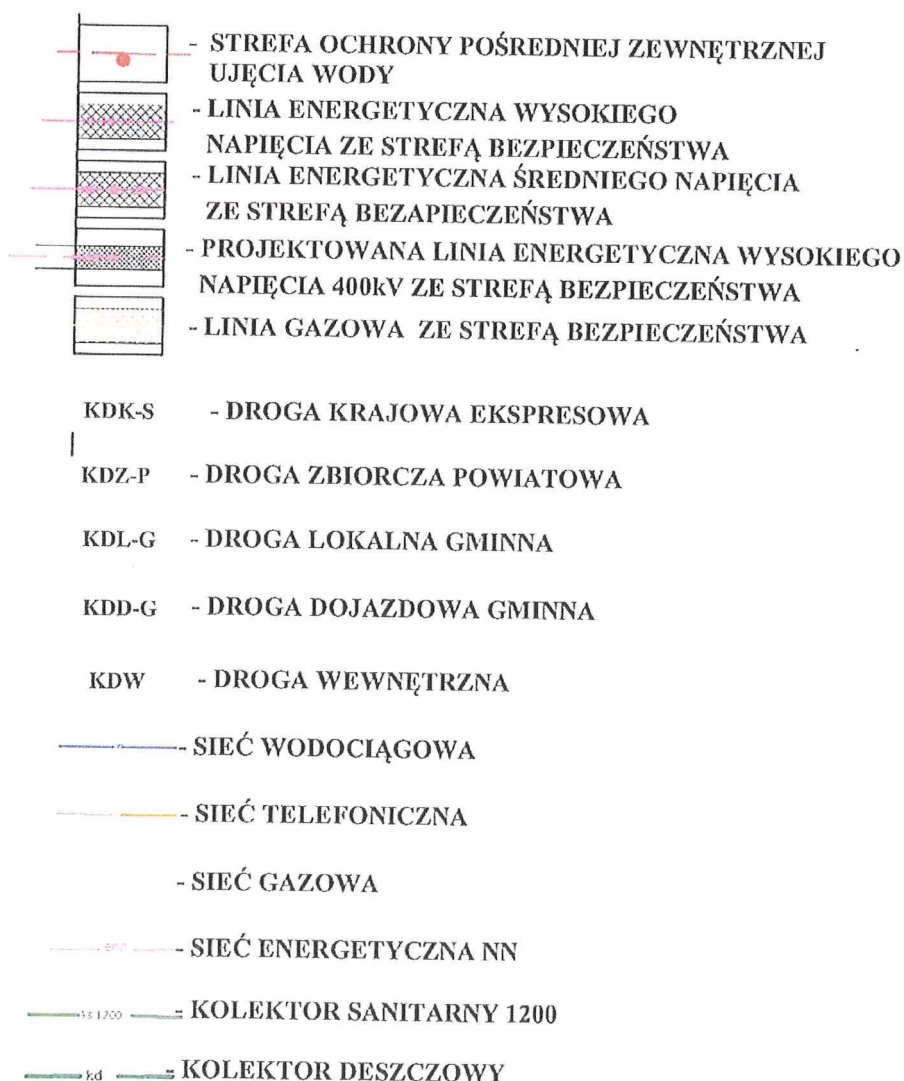 - STREFA OCHRONY POŚREDNIEJ ZEWNĘTRZNEJ
UJĘCIA WODY
- LINIA ENERGETYCZNA WYSOKIEGO
NAPIĘCIA ZE STREFĄ BEZPIECZEŃSTWA
- LINIA ENERGETYCZNA ŚREDNIEGO NAPIĘCIA
ZE STREFĄ BEZAPIECZEŃSTWA
- PROJEKTOWANA LINIA ENERGETYCZNA WYSOKIEGO
NAPIĘCIA 400kV ZE STREFĄ BEZPIECZEŃSTWA
- LINIA GAZOWA ZE STREFĄ BEZPIECZEŃSTWA
KDK-S - DROGA KRAJOWA EKSPRESOWA
KDZ-P - DROGA ZBIORCZA POWIATOWA
KDL-G - DROGA LOKALNA GMINNA
KDD-G - DROGA DOJAZDOWA GMINNA
KDW - DROGA WEWNĘTRZNA
- SIEĆ WODOCIĄGOWA
- SIEĆ TELEFONICZNA
- SIEĆ GAZOWA
- SIEĆ ENERGETYCZNA NN
ks 1200 - KOLEKTOR SANITARNY 1200
kd - KOLEKTOR DESZCZOWY